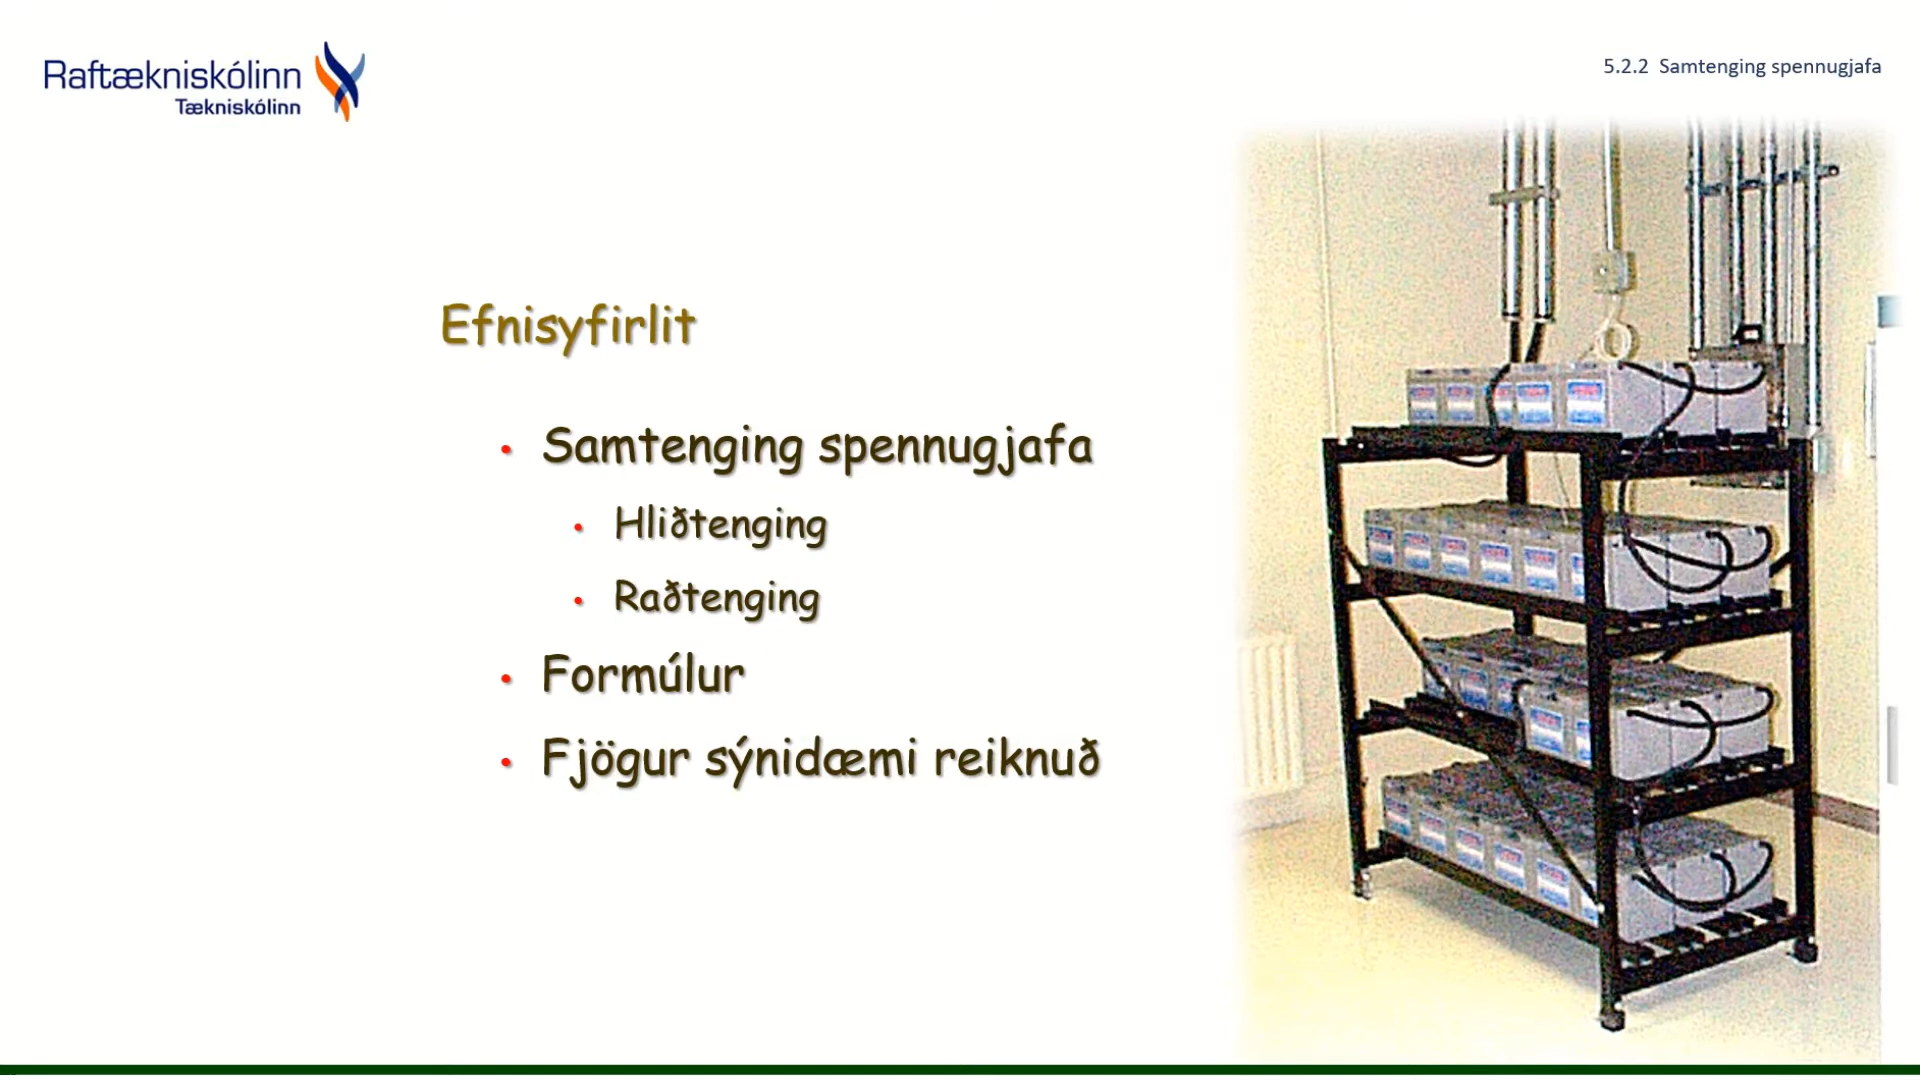 Raftækniskólinn
Tækniskólinn
5.2.2 Samtenging spennugjafa
Efnisyfirlit
• Samtenging spennugjafa
• Hliðtenging
• Raðtenging
• Formúlur
• Fjögur sýnidæmi reiknuð